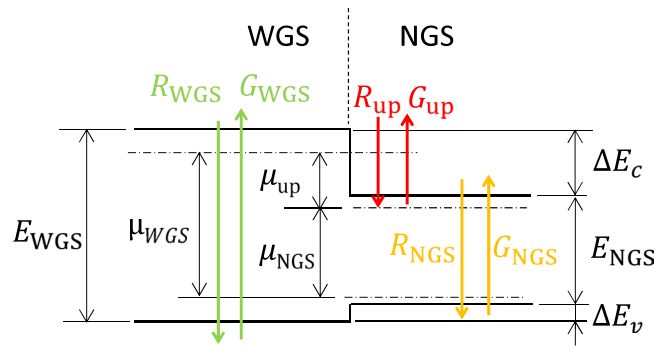 WGS NGS
R_WGS G_WGS R_up G_up
ΔE_c
μ_up
E_WGS μ_WGS
μ_NGS R_NGS G_NGS E_NGS
ΔE_v